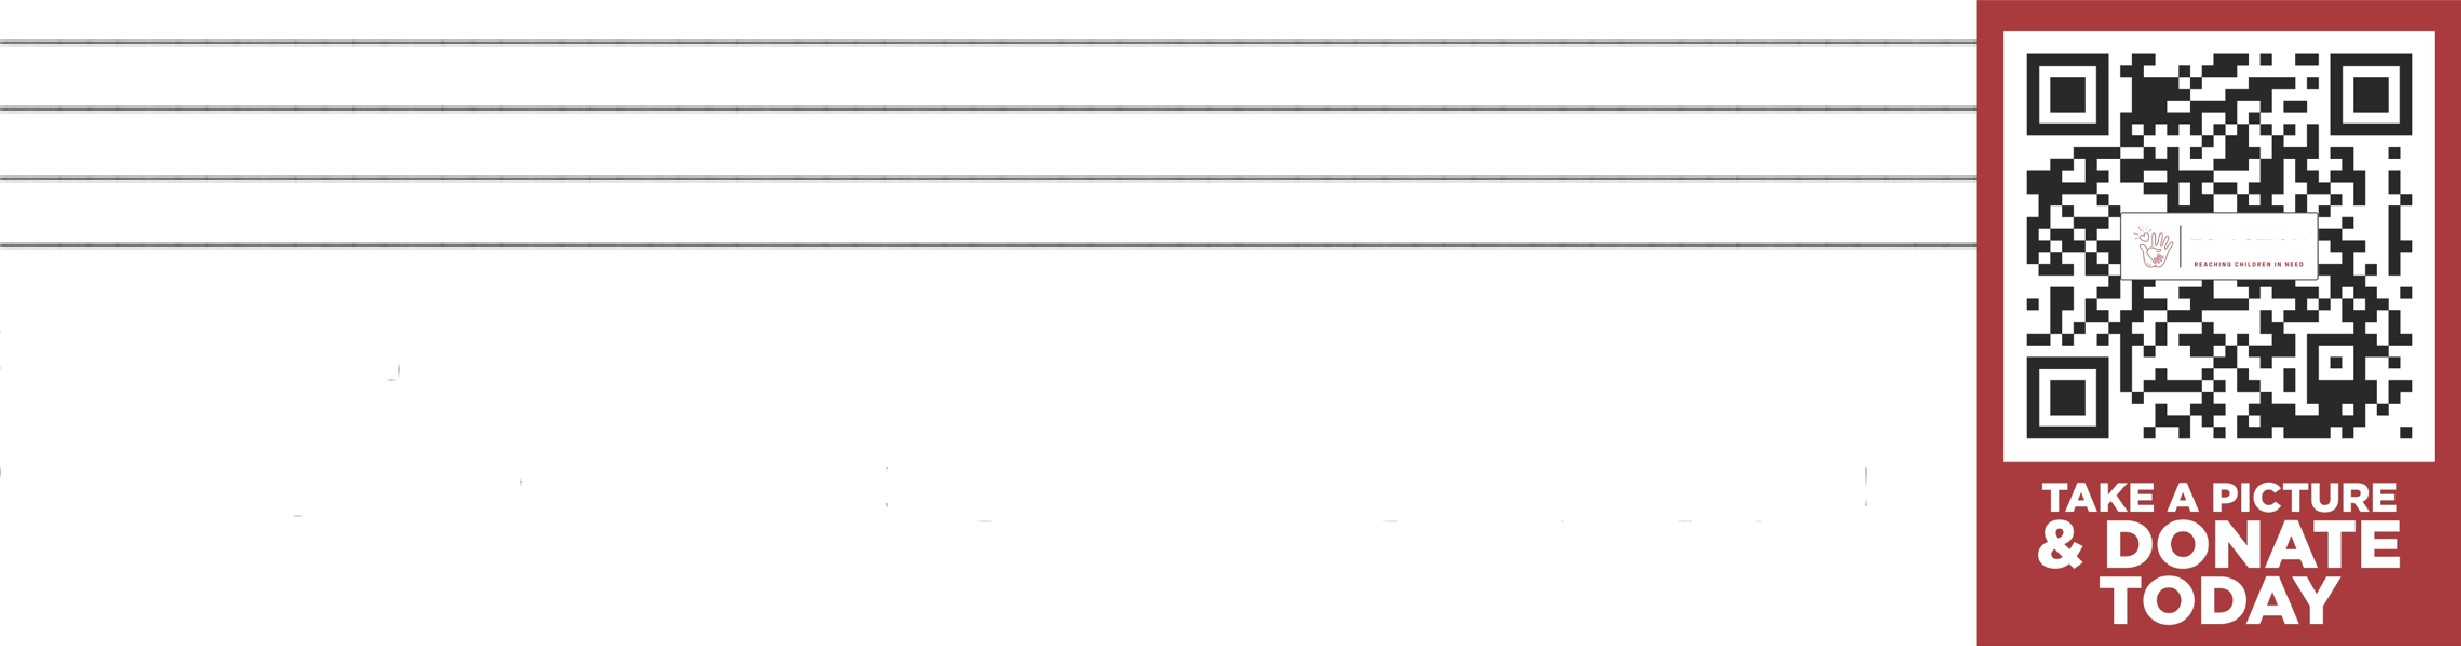 REACHING CHILDREN IN NEED
TAKE A PICTURE
& DONATE
TODAY